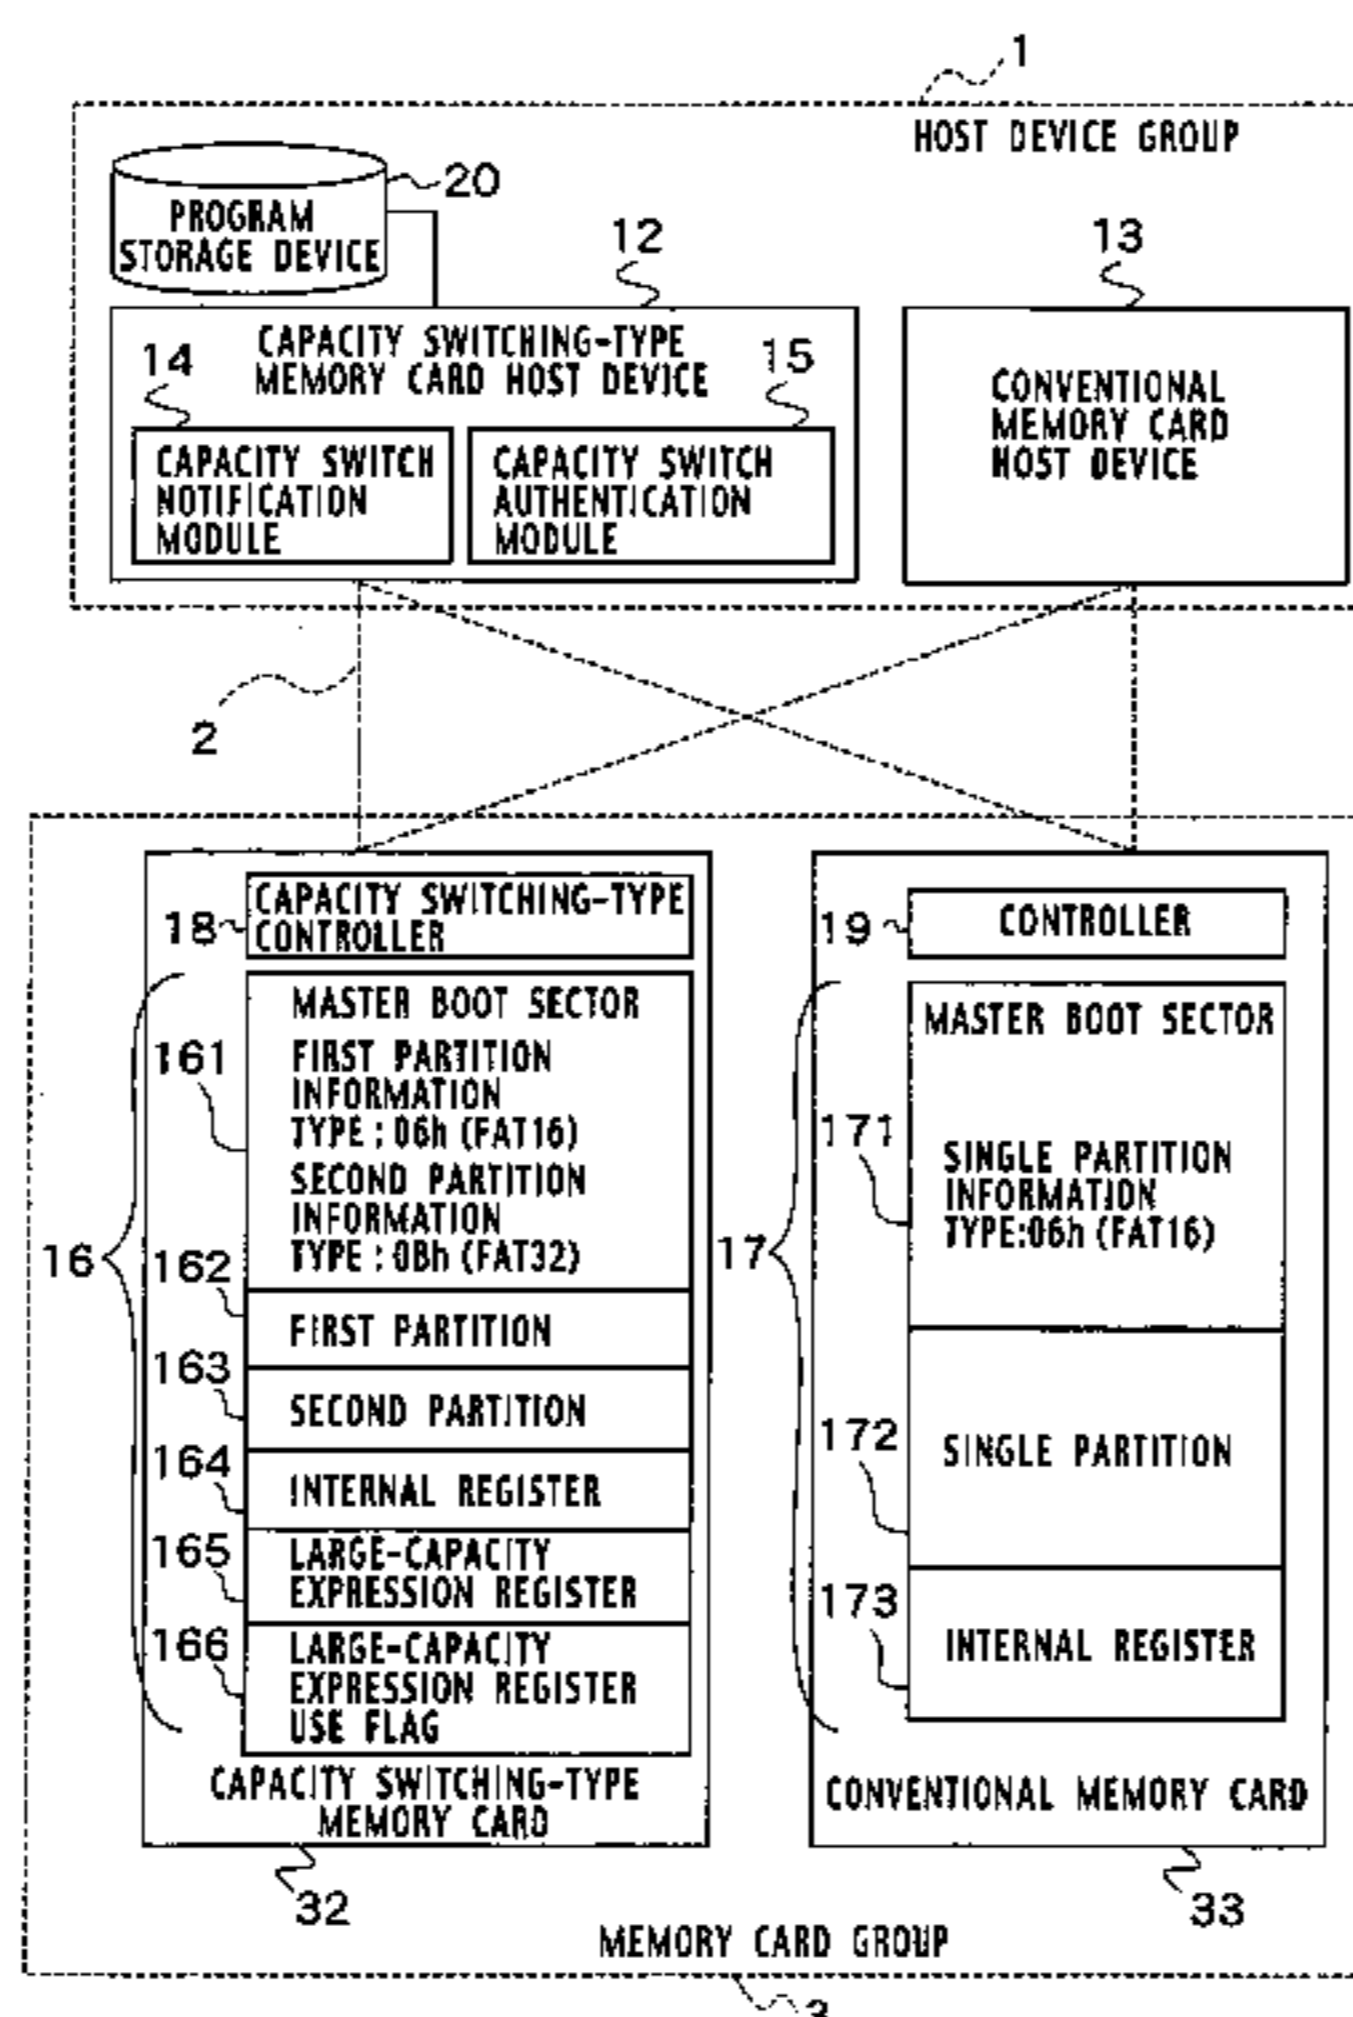 1
HOST DEVICE GROUP
20
PROGRAM
STORAGE DEVICE
12
13
CAPACITY SWITCHING-TYPE
MEMORY CARD HOST DEVICE
14
15
CAPACITY SWITCH
NOTIFICATION
MODULE
CAPACITY SWITCH
AUTHENTICATION
MODULE
CONVENTIONAL
MEMORY CARD
HOST DEVICE
2
18
CAPACITY SWITCHING-TYPE
CONTROLLER
16
161
MASTER BOOT SECTOR
FIRST PARTITION
INFORMATION
TYPE : 06h (FAT16)
SECOND PARTITION
INFORMATION
TYPE : 0Bh (FAT32)
162
FIRST PARTITION
163
SECOND PARTITION
164
INTERNAL REGISTER
165
LARGE-CAPACITY
EXPRESSION REGISTER
166
LARGE-CAPACITY
EXPRESSION REGISTER
USE FLAG
CAPACITY SWITCHING-TYPE
MEMORY CARD
32
19
CONTROLLER
17
MASTER BOOT SECTOR
171
SINGLE PARTITION
INFORMATION
TYPE:06h (FAT16)
172
SINGLE PARTITION
173
INTERNAL REGISTER
CONVENTIONAL MEMORY CARD
33
MEMORY CARD GROUP
3